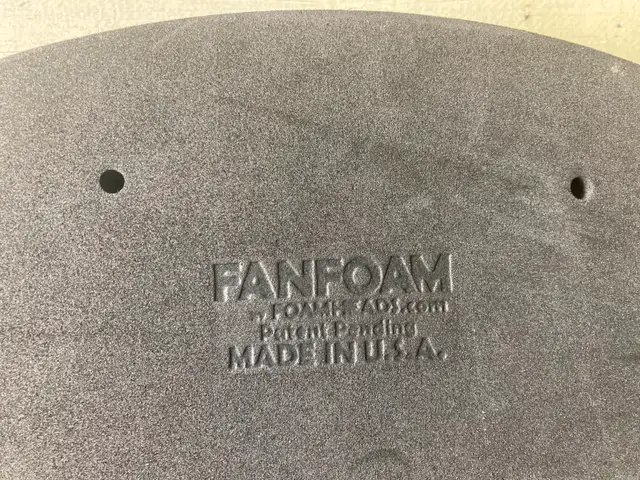 FANFOAM
FOAMHEADS.com
Patent Pending
MADE IN U.S.A.